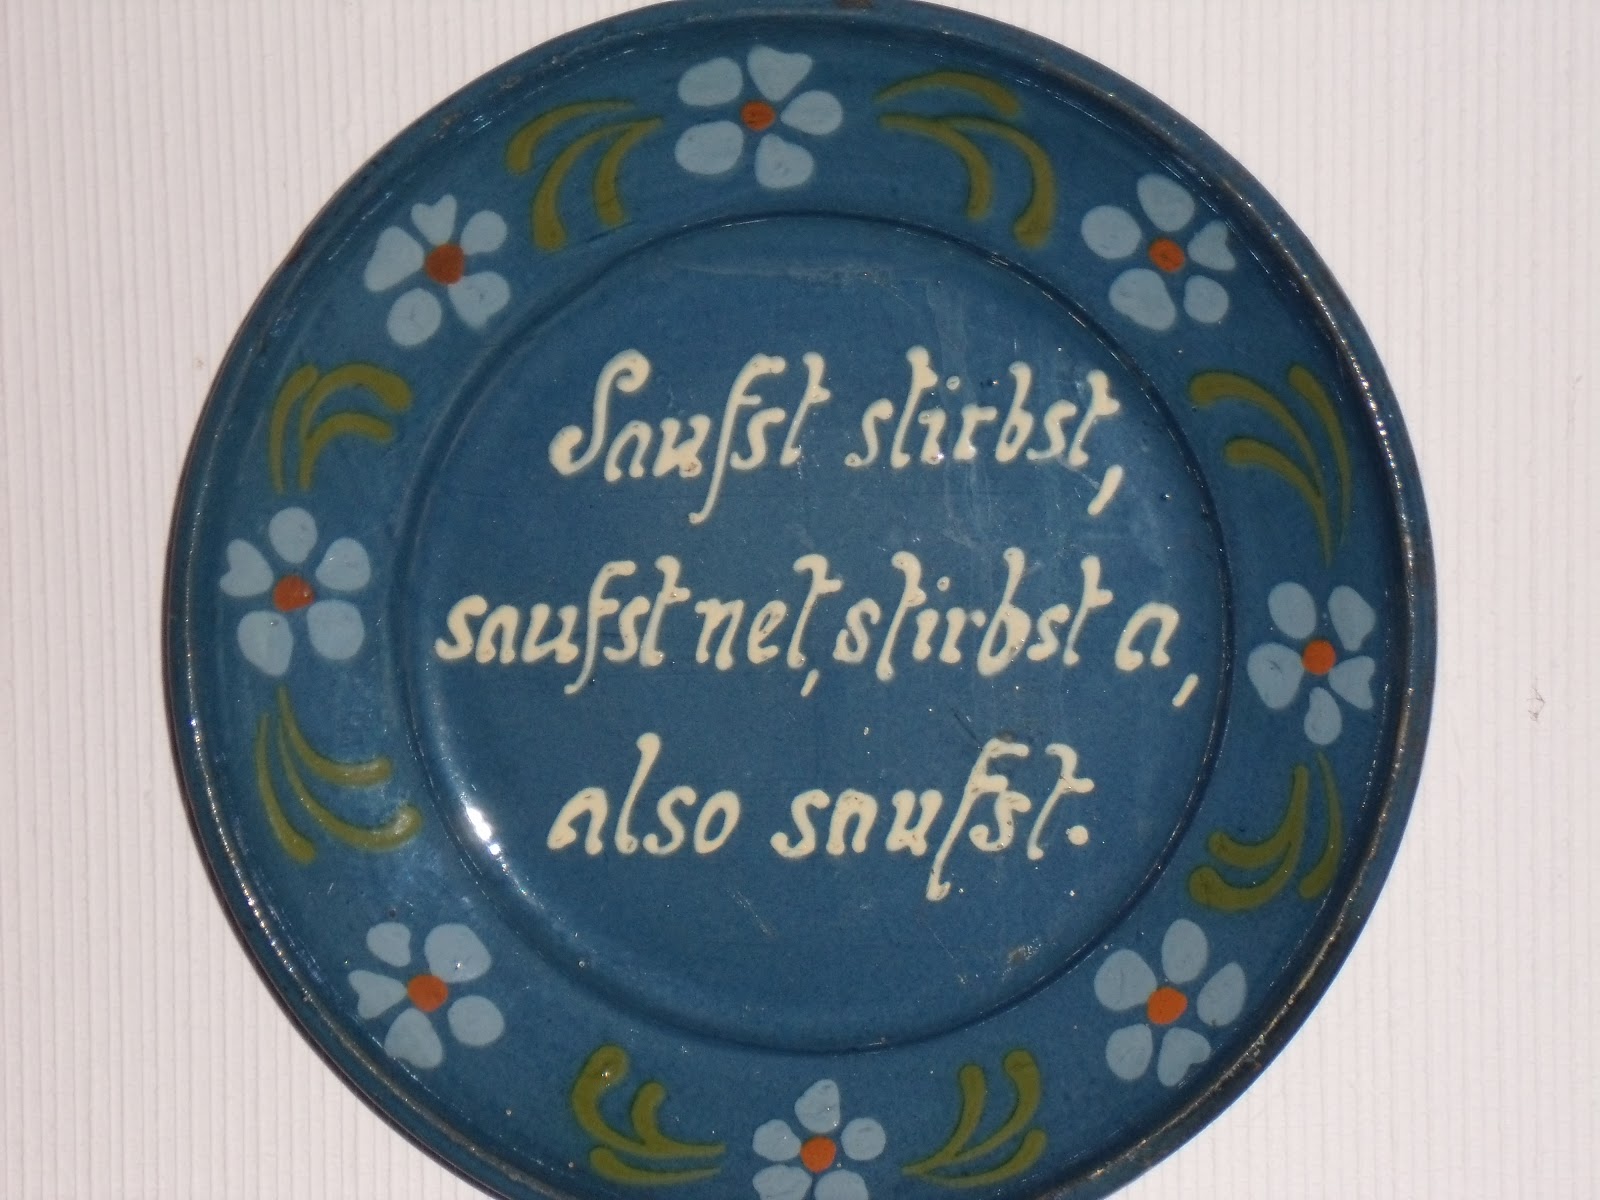 Saufst stirbst,
saufst net, stirbst a,
also saufst.